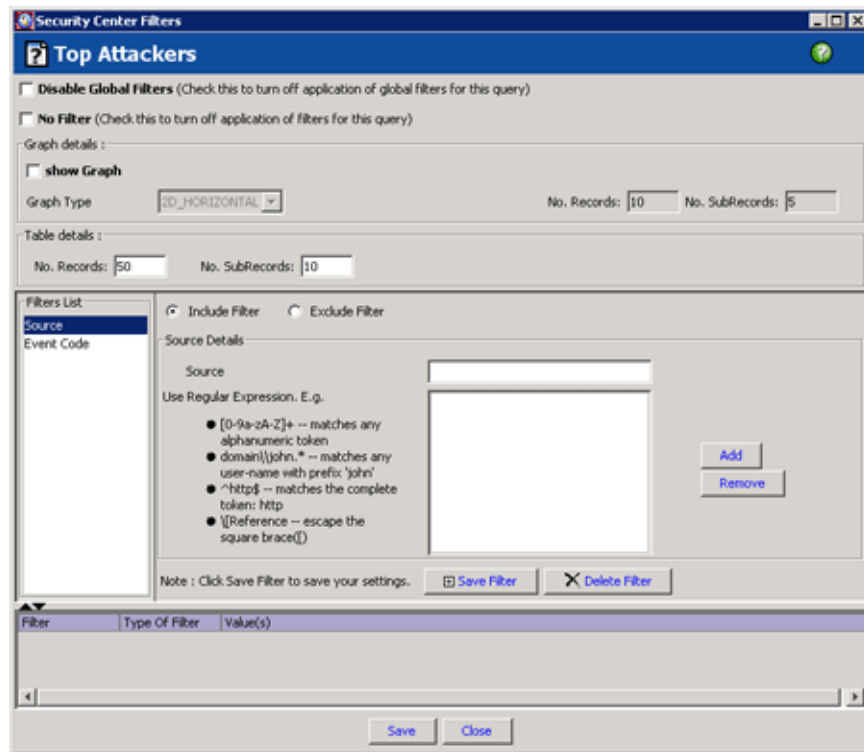 Security Center Filters
Top Attackers
Disable Global Filters (Check this to turn off application of global filters for this query)
No Filter (Check this to turn off application of filters for this query)
Graph details :
show Graph
Graph Type 2D_HORIZONTAL No. Records: 10 No. SubRecords: 5
Table details :
No. Records: 50 No. SubRecords: 10
Filters List
Source
Event Code
Include Filter Exclude Filter
Source Details
Source
Use Regular Expression. E.g.
● [0-9a-zA-Z]+ -- matches any
alphanumeric token
● domain\\john.* -- matches any
user-name with prefix 'john'
● ^http$ -- matches the complete
token: http
● \[Reference -- escape the
square brace([)
Add
Remove
Note : Click Save Filter to save your settings. Save Filter Delete Filter
Filter Type Of Filter Value(s)
Save Close